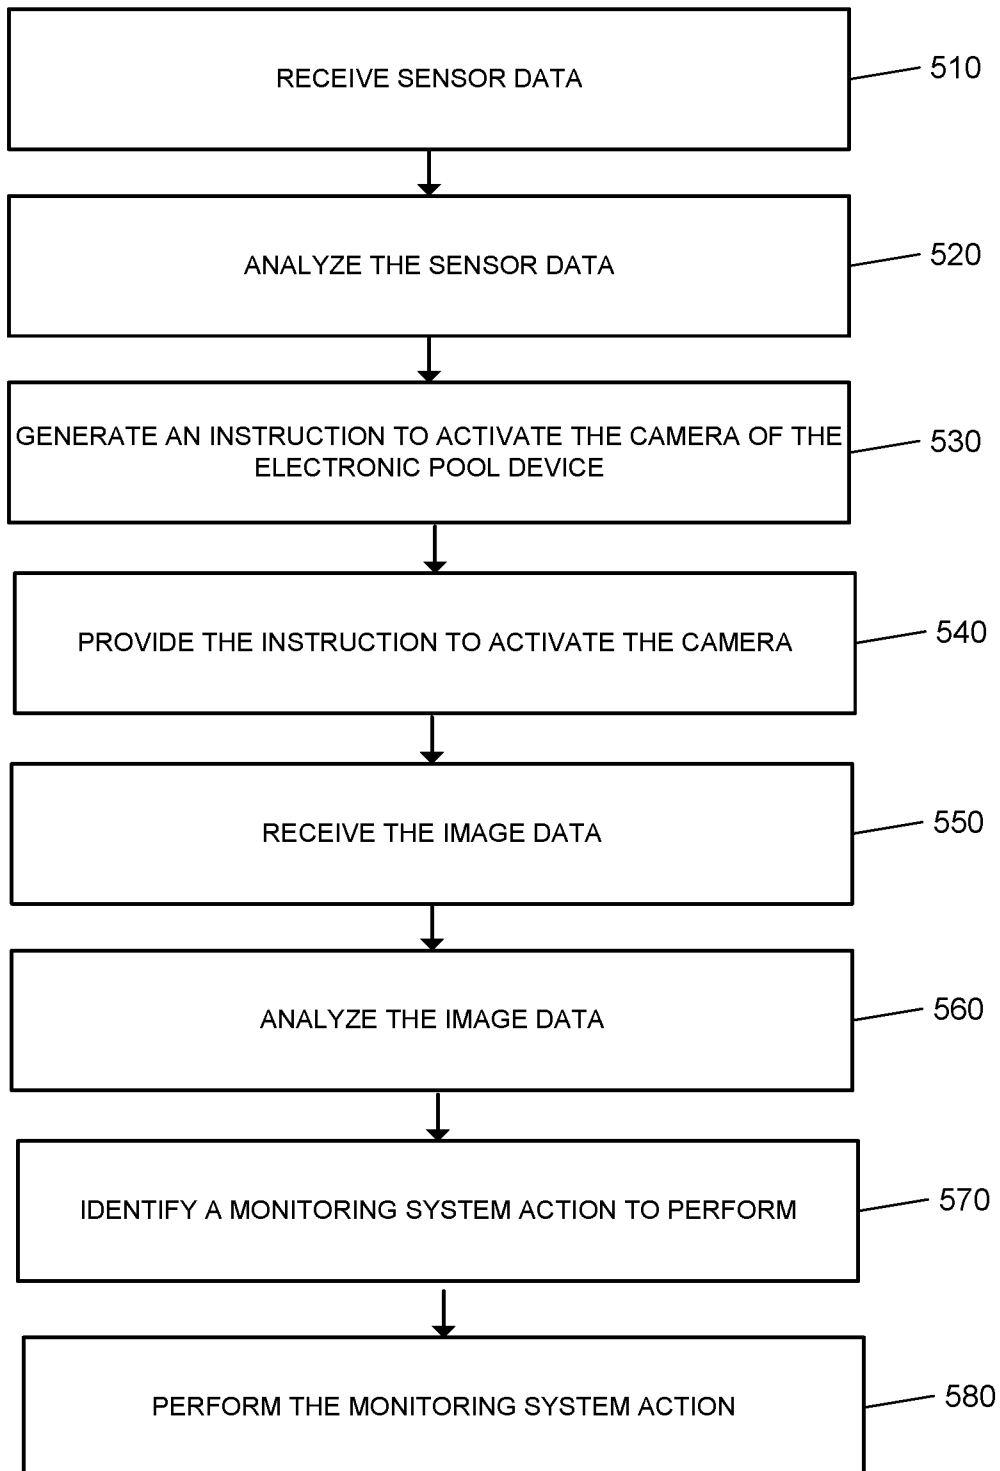 RECEIVE SENSOR DATA
510
ANALYZE THE SENSOR DATA
520
GENERATE AN INSTRUCTION TO ACTIVATE THE CAMERA OF THE
ELECTRONIC POOL DEVICE
530
PROVIDE THE INSTRUCTION TO ACTIVATE THE CAMERA
540
RECEIVE THE IMAGE DATA
550
ANALYZE THE IMAGE DATA
560
IDENTIFY A MONITORING SYSTEM ACTION TO PERFORM
570
PERFORM THE MONITORING SYSTEM ACTION
580